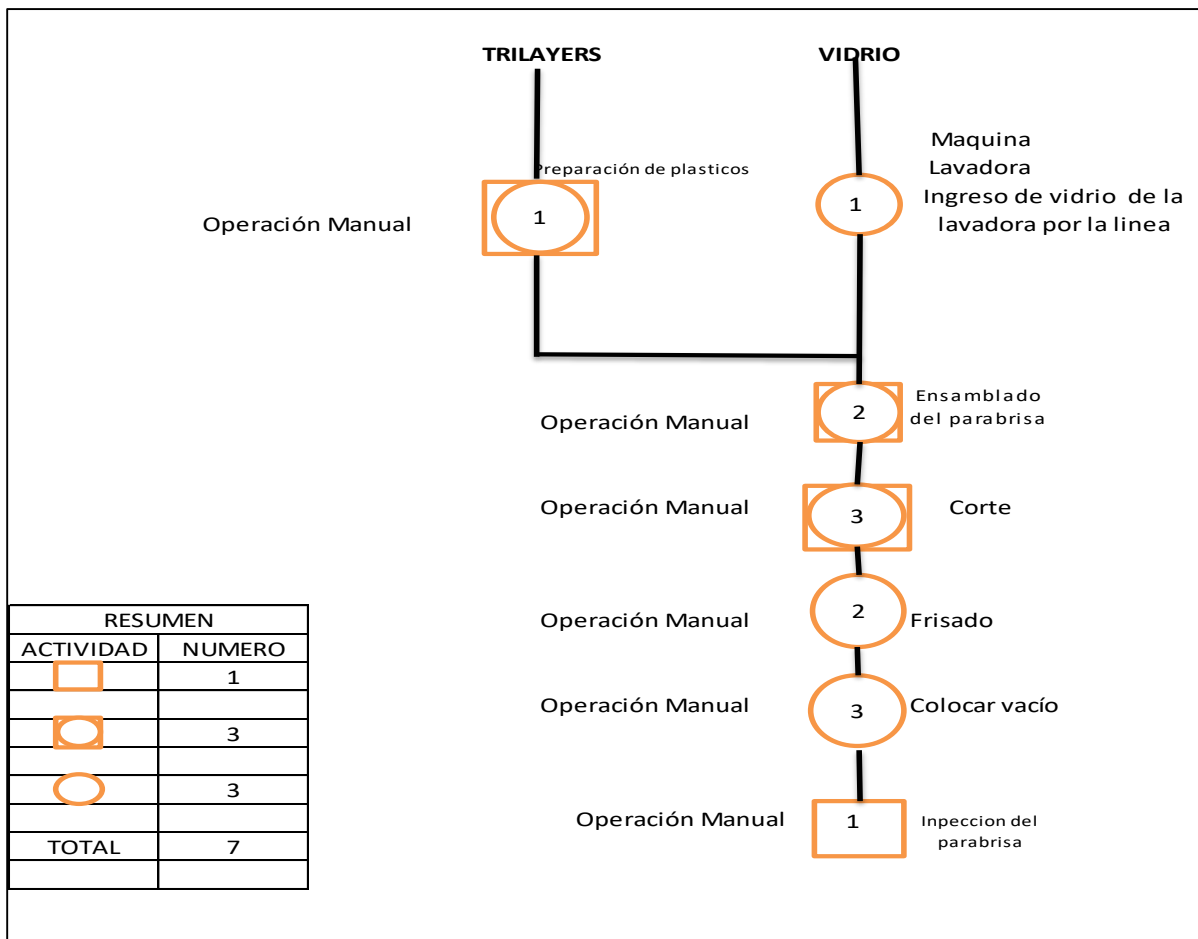 TRILAYERS
VIDRIO
Maquina
Lavadora
Ingreso de vidrio de la
lavadora por la linea
Preparación de plasticos
Operación Manual
1
1
Operación Manual
2
Ensamblado
del parabrisa
Operación Manual
3
Corte
Operación Manual
2
Frisado
Operación Manual
3
Colocar vacío
Operación Manual
1
Inpeccion del
parabrisa
RESUMEN
ACTIVIDAD NUMERO
1
3
3
TOTAL 7